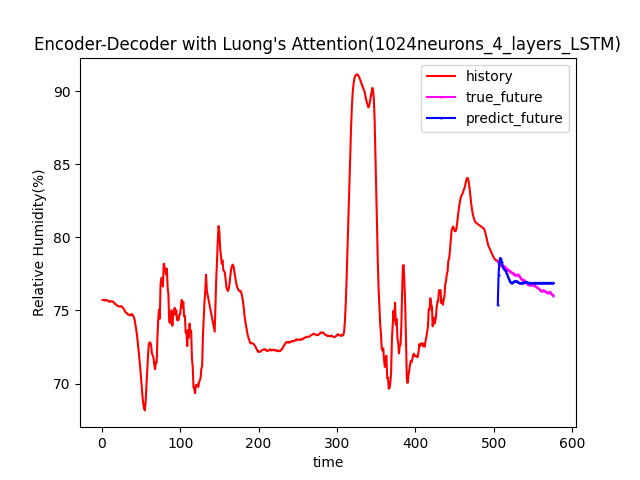 Encoder-Decoder with Luong's Attention(1024neurons_4_layers_LSTM)
history
true_future
predict_future
Relative Humidity(%)
90
85
80
75
70
0 100 200 300 400 500 600
time